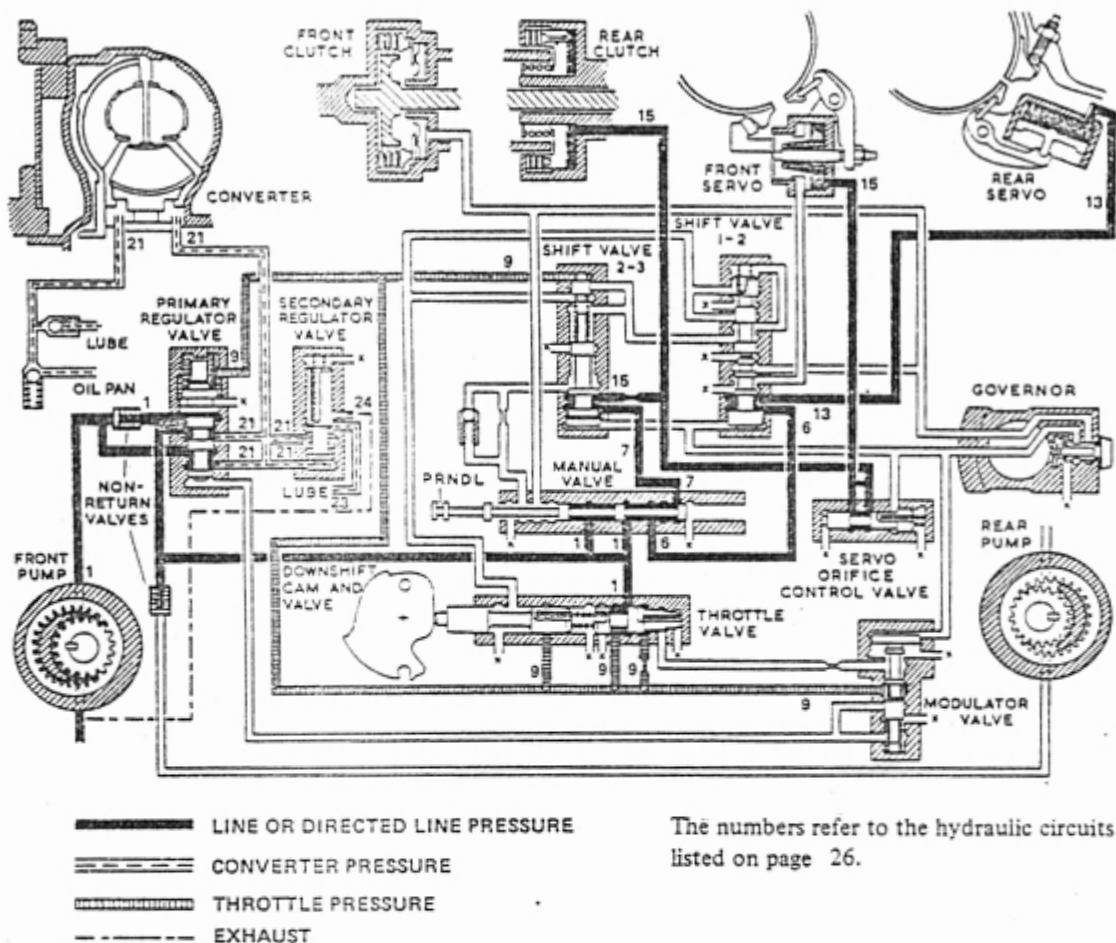 FRONT
CLUTCH
REAR
CLUTCH
15
FRONT
SERVO
15
REAR
SERVO
13
CONVERTER
21
21
SHIFT VALVE
1-2
SHIFT VALVE
2-3
9
PRIMARY
REGULATOR
VALVE
SECONDARY
REGULATOR
VALVE
LUBE
9
x
x
x
x
x
x
OIL PAN
1
15
24
13
6
GOVERNOR
21
21
21
21
7
NON-
RETURN
VALVES
LUBE
23
PRNDL
MANUAL
VALVE
7
x
x
1
1
6
x
x
x
SERVO
ORIFICE
CONTROL VALVE
REAR
PUMP
FRONT
PUMP
1
DOWNSHIFT
CAM AND
VALVE
1
THROTTLE
VALVE
x
x
x
x
9
9
9
9
x
x
MODULATOR
VALVE
LINE OR DIRECTED LINE PRESSURE
CONVERTER PRESSURE
THROTTLE PRESSURE
EXHAUST
The numbers refer to the hydraulic circuits
listed on page 26.